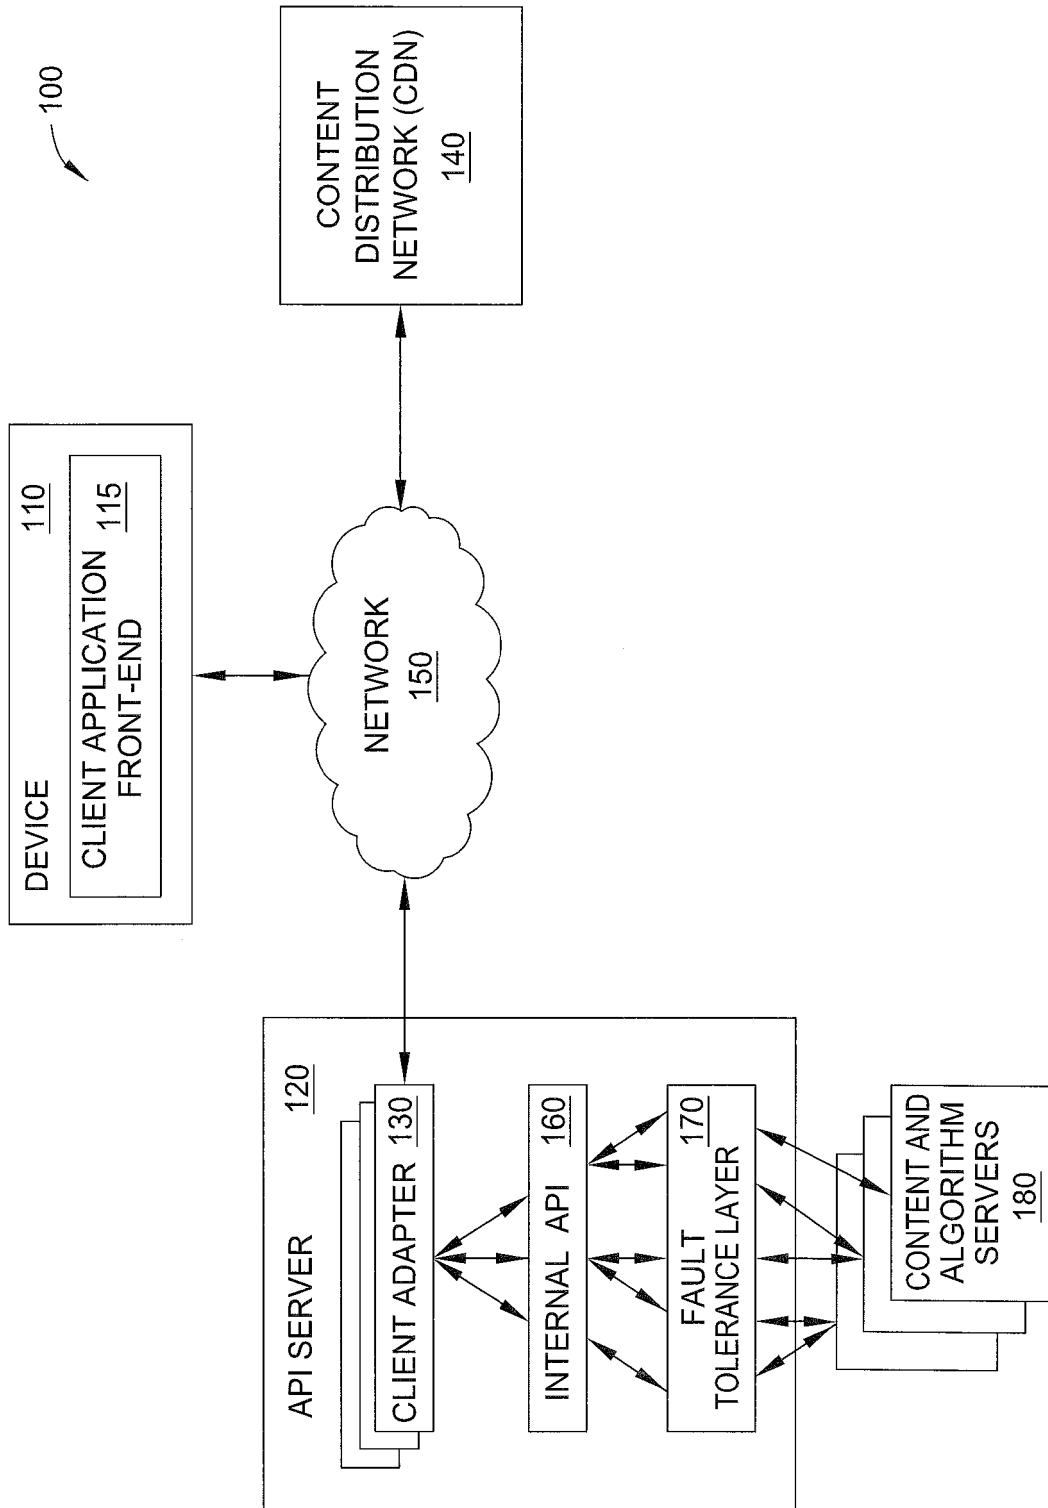 100
DEVICE
110
CLIENT APPLICATION
115
FRONT-END
API SERVER
120
CLIENT ADAPTER
130
INTERNAL API
160
FAULT
170
TOLERANCE LAYER
CONTENT AND
ALGORITHM
SERVERS
180
NETWORK
150
CONTENT
DISTRIBUTION
NETWORK (CDN)
140